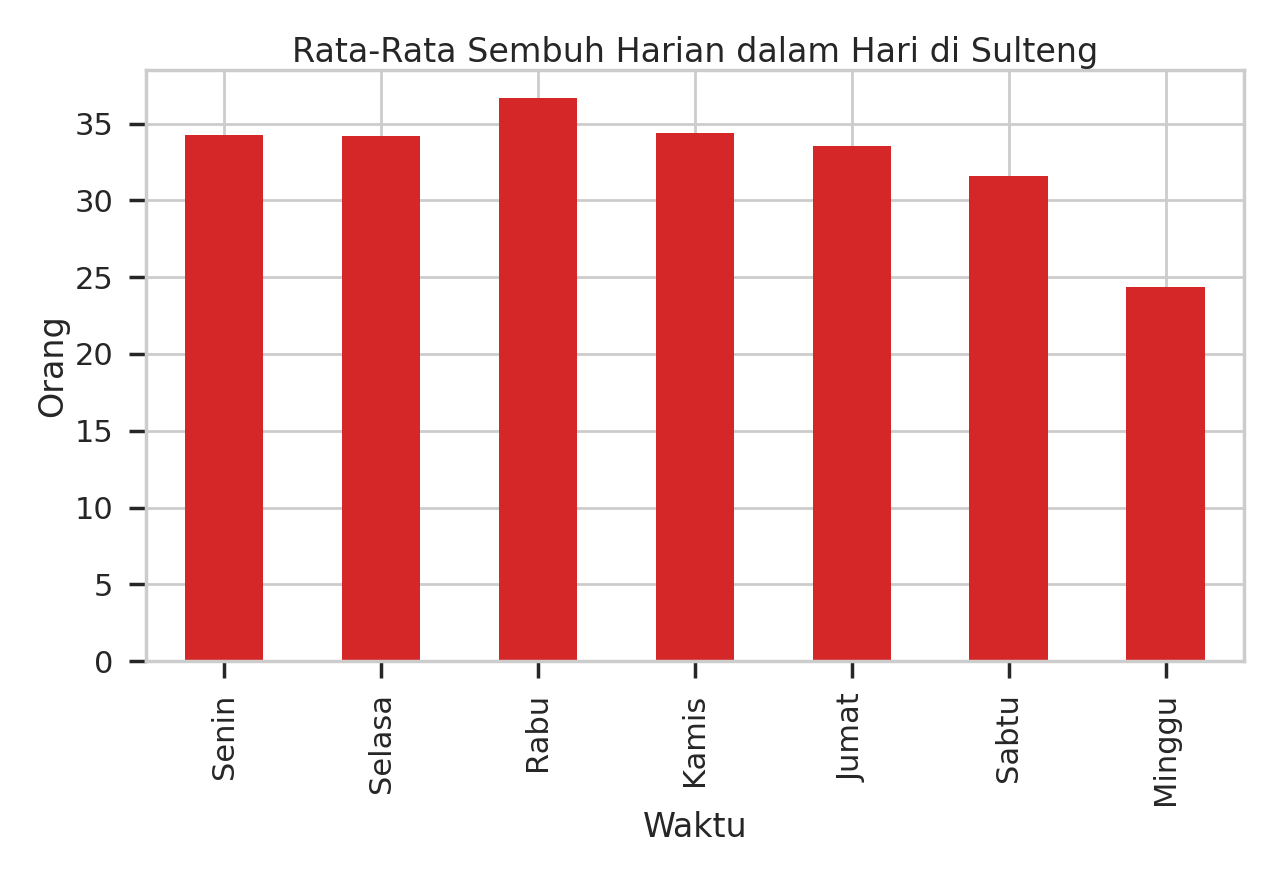 Rata-Rata Sembuh Harian dalam Hari di Sulteng
35
30
25
20
15
10
5
0
Orang
Senin
Selasa
Rabu
Kamis
Jumat
Sabtu
Minggu
Waktu